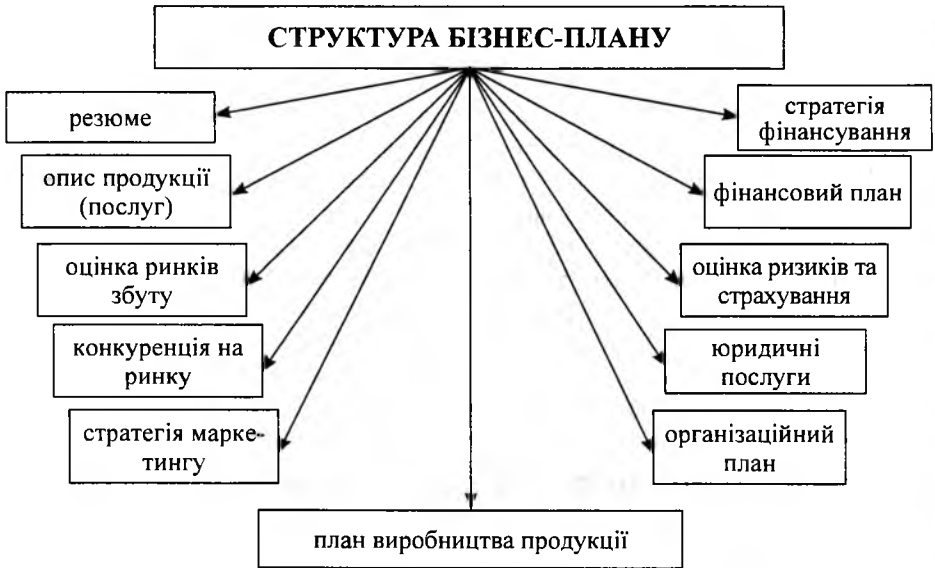 СТРУКТУРА БІЗНЕС-ПЛАНУ
резюме
опис продукції
(послуг)
оцінка ринків
збуту
конкуренція на
ринку
стратегія марке-
тингу
план виробництва продукції
стратегія
фінансування
фінансовий план
оцінка ризиків та
страхування
юридичні
послуги
організаційний
план